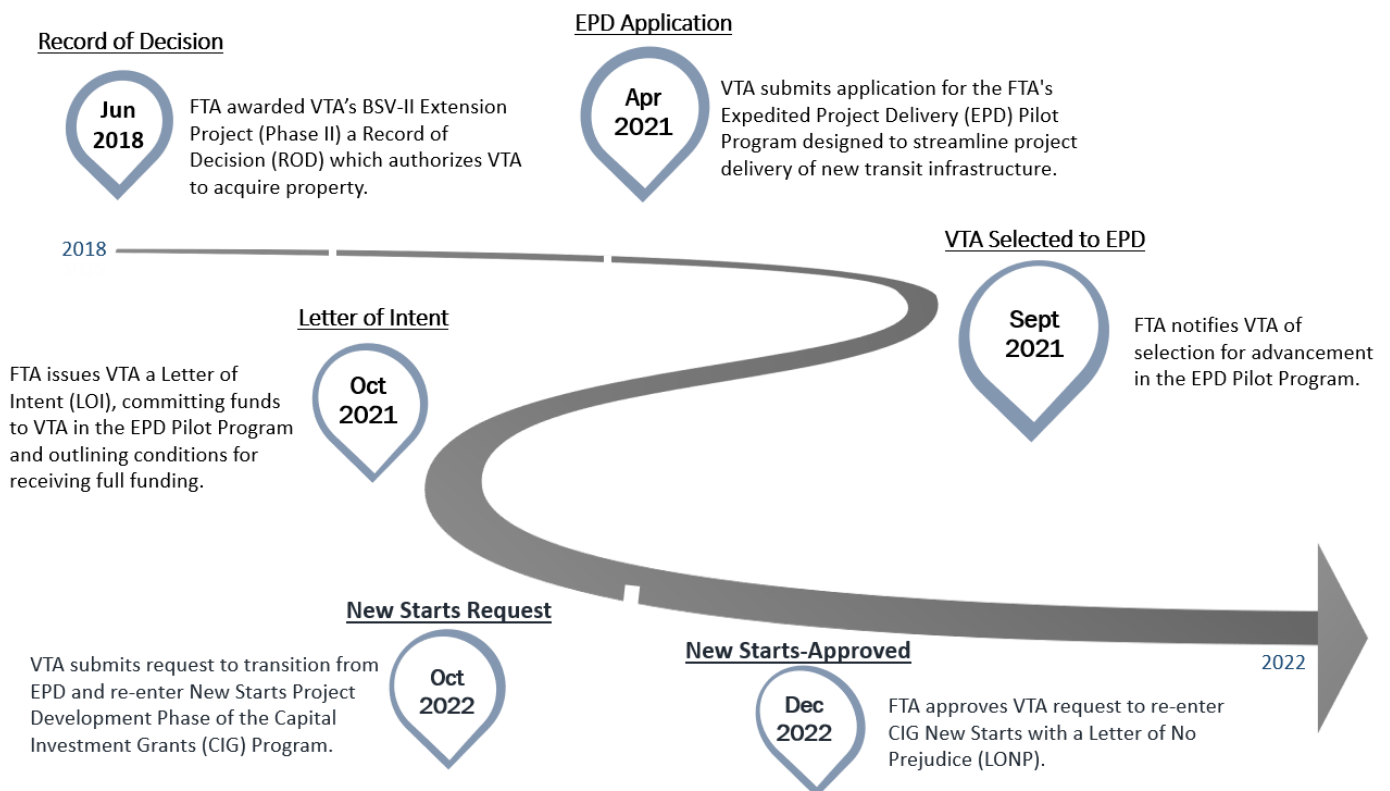 Record of Decision
Jun
2018
FTA awarded VTA's BSV-II Extension
Project (Phase II) a Record of
Decision (ROD) which authorizes VTA
to acquire property.
EPD Application
Apr
2021
VTA submits application for the FTA's
Expedited Project Delivery (EPD) Pilot
Program designed to streamline project
delivery of new transit infrastructure.
2018
VTA Selected to EPD
Sept
2021
FTA notifies VTA of
selection for advancement
in the EPD Pilot Program.
Letter of Intent
Oct
2021
FTA issues VTA a Letter of
Intent (LOI), committing funds
to VTA in the EPD Pilot Program
and outlining conditions for
receiving full funding.
New Starts Request
Oct
2022
VTA submits request to transition from
EPD and re-enter New Starts Project
Development Phase of the Capital
Investment Grants (CIG) Program.
New Starts-Approved
Dec
2022
FTA approves VTA request to re-enter
CIG New Starts with a Letter of No
Prejudice (LONP).
2022